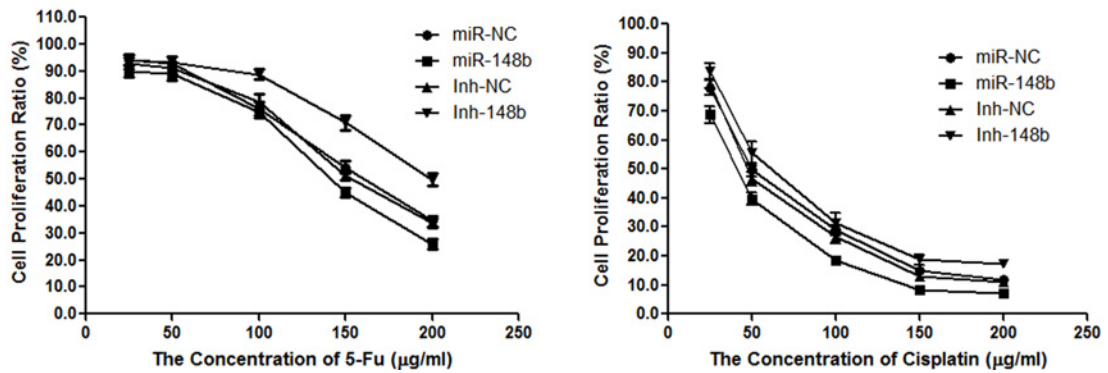 Cell Proliferation Ratio (%)
110.0
100.0
90.0
80.0
70.0
60.0
50.0
40.0
30.0
20.0
10.0
0.0
0
50
100
150
200
250
The Concentration of 5-Fu (μg/ml)
miR-NC
miR-148b
Inh-NC
Inh-148b
Cell Proliferation Ratio (%)
100.0
90.0
80.0
70.0
60.0
50.0
40.0
30.0
20.0
10.0
0.0
0
50
100
150
200
250
The Concentration of Cisplatin (μg/ml)
miR-NC
miR-148b
Inh-NC
Inh-148b